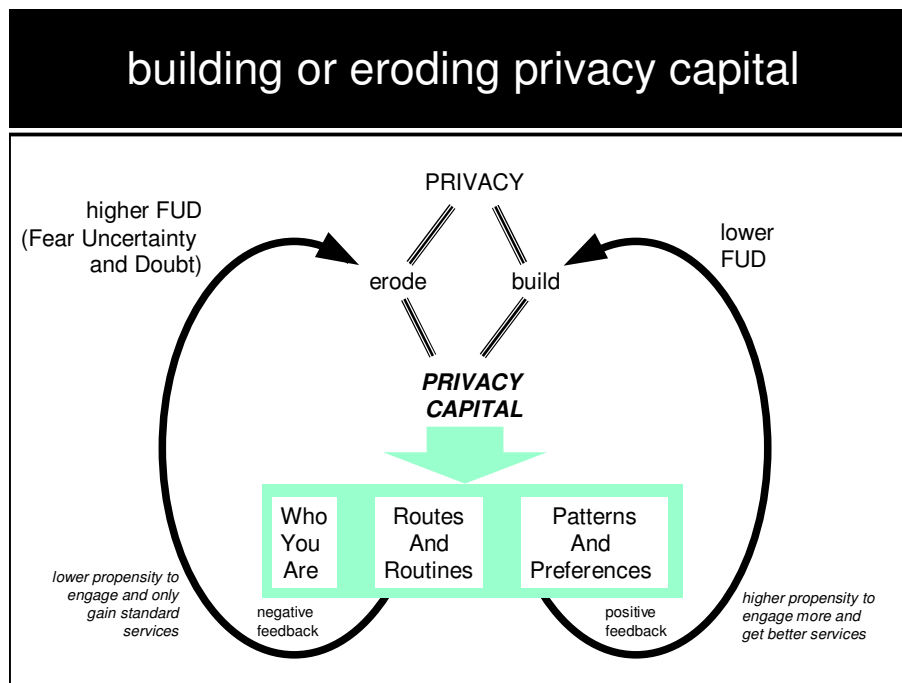 building or eroding privacy capital
PRIVACY
higher FUD
(Fear Uncertainty
and Doubt)
lower
FUD
erode
build
PRIVACY
CAPITAL
Who
You
Are
Routes
And
Routines
Patterns
And
Preferences
lower propensity to
engage and only
gain standard
services
negative
feedback
positive
feedback
higher propensity to
engage more and
get better services